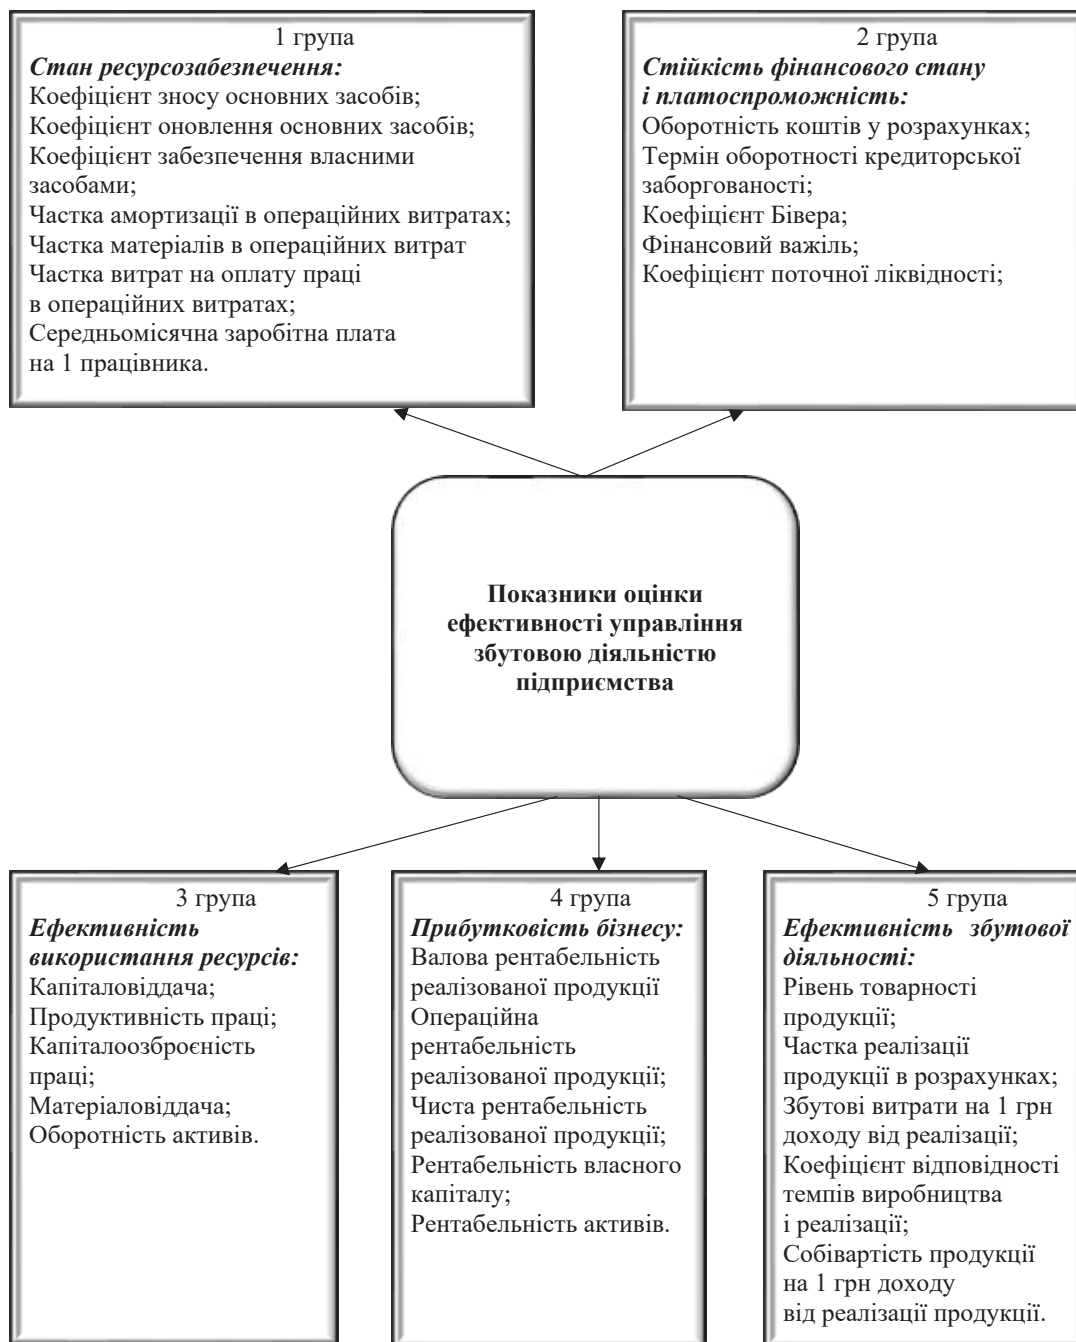 1 група
Стан ресурсозабезпечення:
Коефіцієнт зносу основних засобів;
Коефіцієнт оновлення основних засобів;
Коефіцієнт забезпечення власними
засобами;
Частка амортизації в операційних витратах;
Частка матеріалів в операційних витрат
Частка витрат на оплату праці
в операційних витратах;
Середньомісячна заробітна плата
на 1 працівника.
2 група
Стійкість фінансового стану
і платоспроможність:
Оборотність коштів у розрахунках;
Термін оборотності кредиторської
заборгованості;
Коефіцієнт Бівера;
Фінансовий важіль;
Коефіцієнт поточної ліквідності;
Показники оцінки
ефективності управління
збутовою діяльністю
підприємства
3 група
Ефективність
використання ресурсів:
Капіталовіддача;
Продуктивність праці;
Капіталоозброєність
праці;
Матеріаловіддача;
Оборотність активів.
4 група
Прибутковість бізнесу:
Валова рентабельність
реалізованої продукції
Операційна
рентабельність
реалізованої продукції;
Чиста рентабельність
реалізованої продукції;
Рентабельність власного
капіталу;
Рентабельність активів.
5 група
Ефективність збутової
діяльності:
Рівень товарності
продукції;
Частка реалізації
продукції в розрахунках;
Збутові витрати на 1 грн
доходу від реалізації;
Коефіцієнт відповідності
темпів виробництва
і реалізації;
Собівартість продукції
на 1 грн доходу
від реалізації продукції.